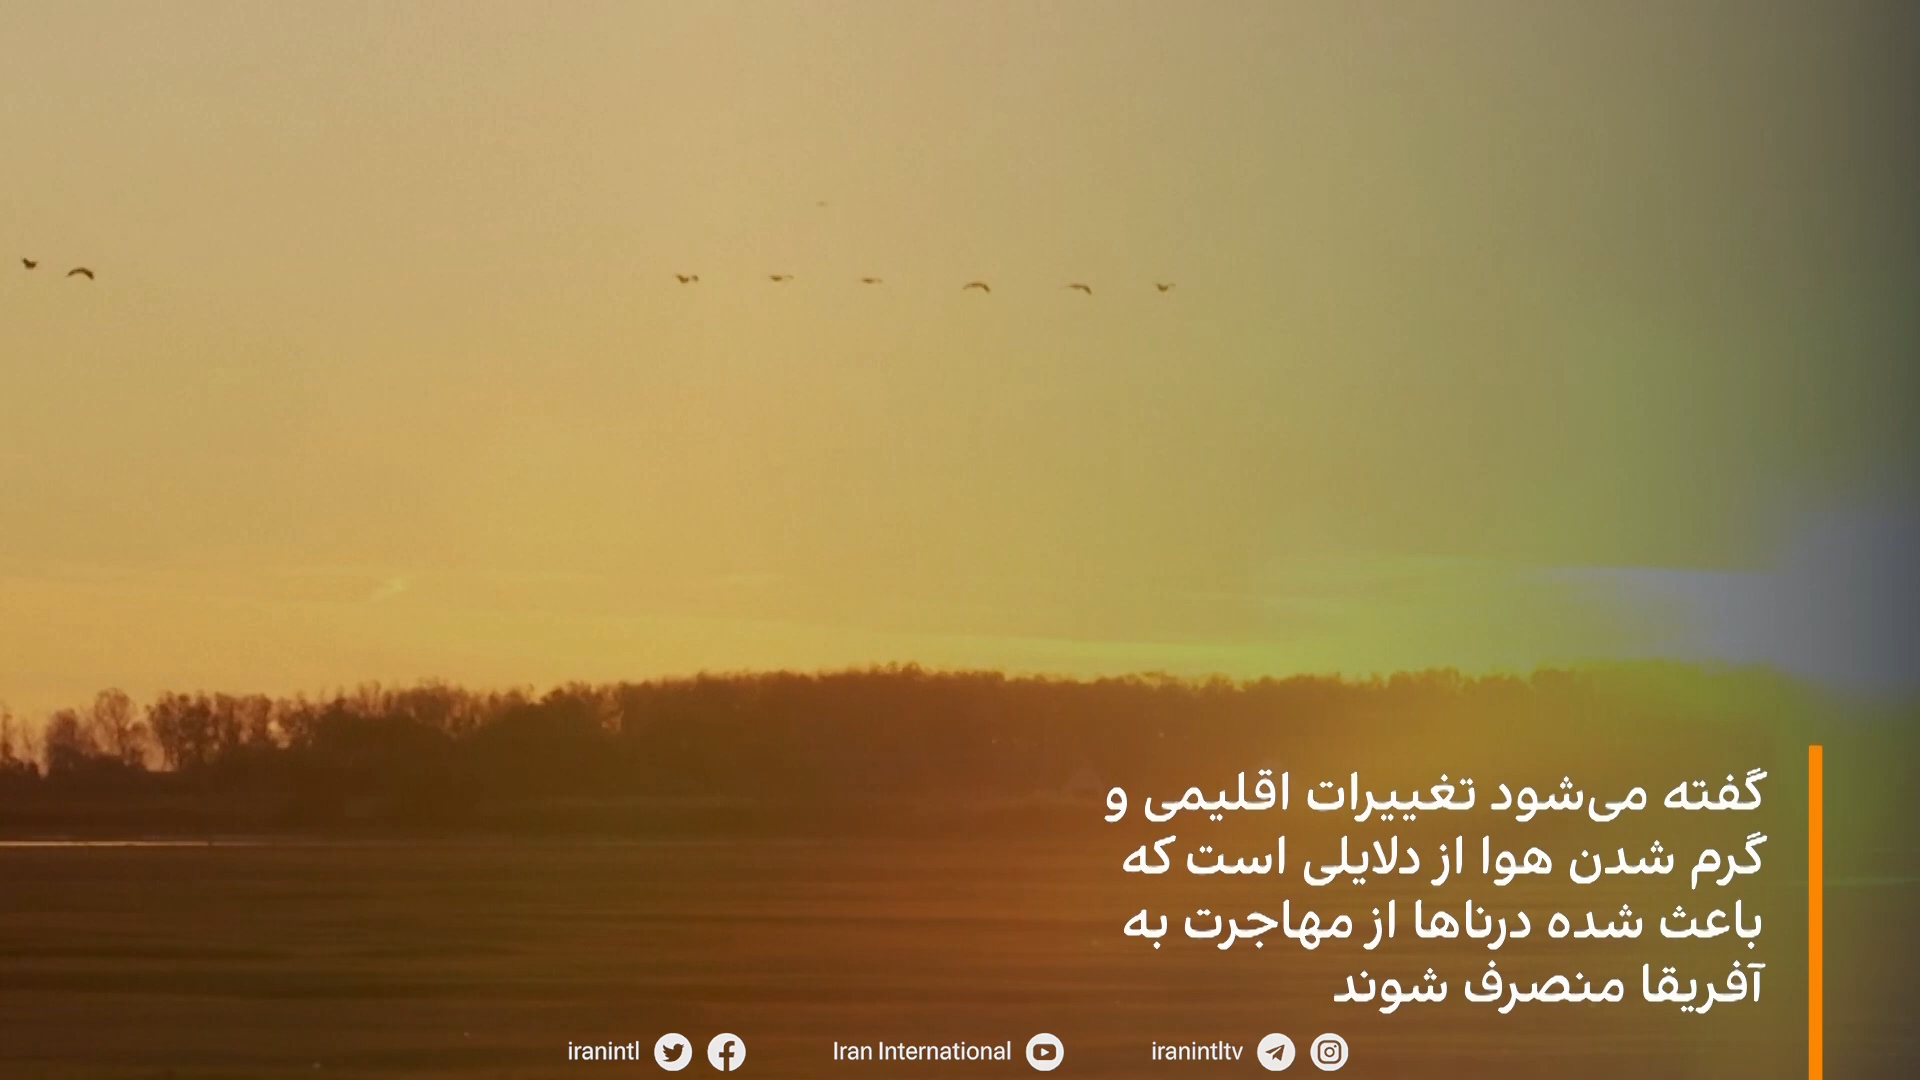 گفته می‌شود تغییرات اقلیمی و
گرم شدن هوا از دلایلی است که
باعث شده درناها از مهاجرت به
آفریقا منصرف شوند
iranintl
Iran International
iranintltv